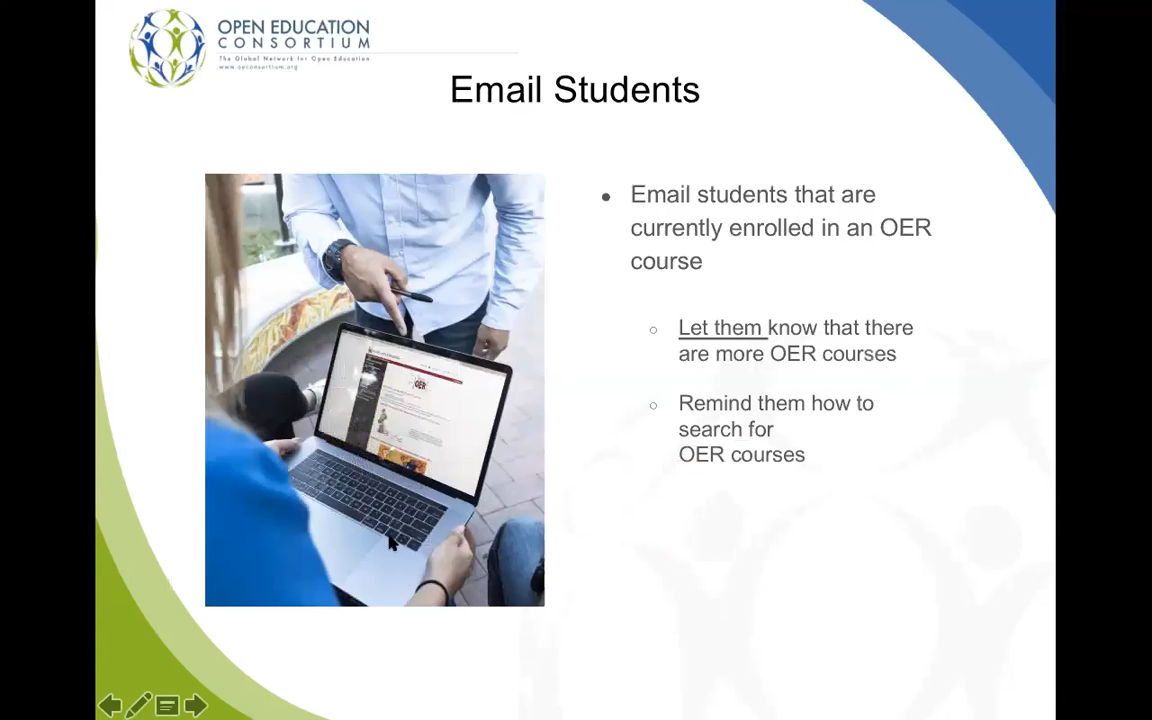 OPEN EDUCATION
CONSORTIUM
The Global Network for Open Education
www.oeconsortium.org
Email Students
Email students that are
currently enrolled in an OER
course
Let them know that there
are more OER courses
Remind them how to
search for
OER courses
OER